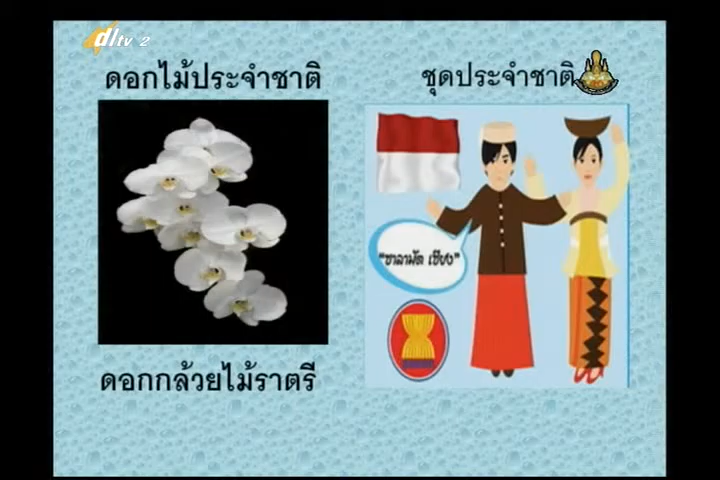 dltv 2
ดอกไม้ประจำชาติ
ชุดประจำชาติ
"ซาลามัต เซียง"
ดอกกล้วยไม้ราตรี